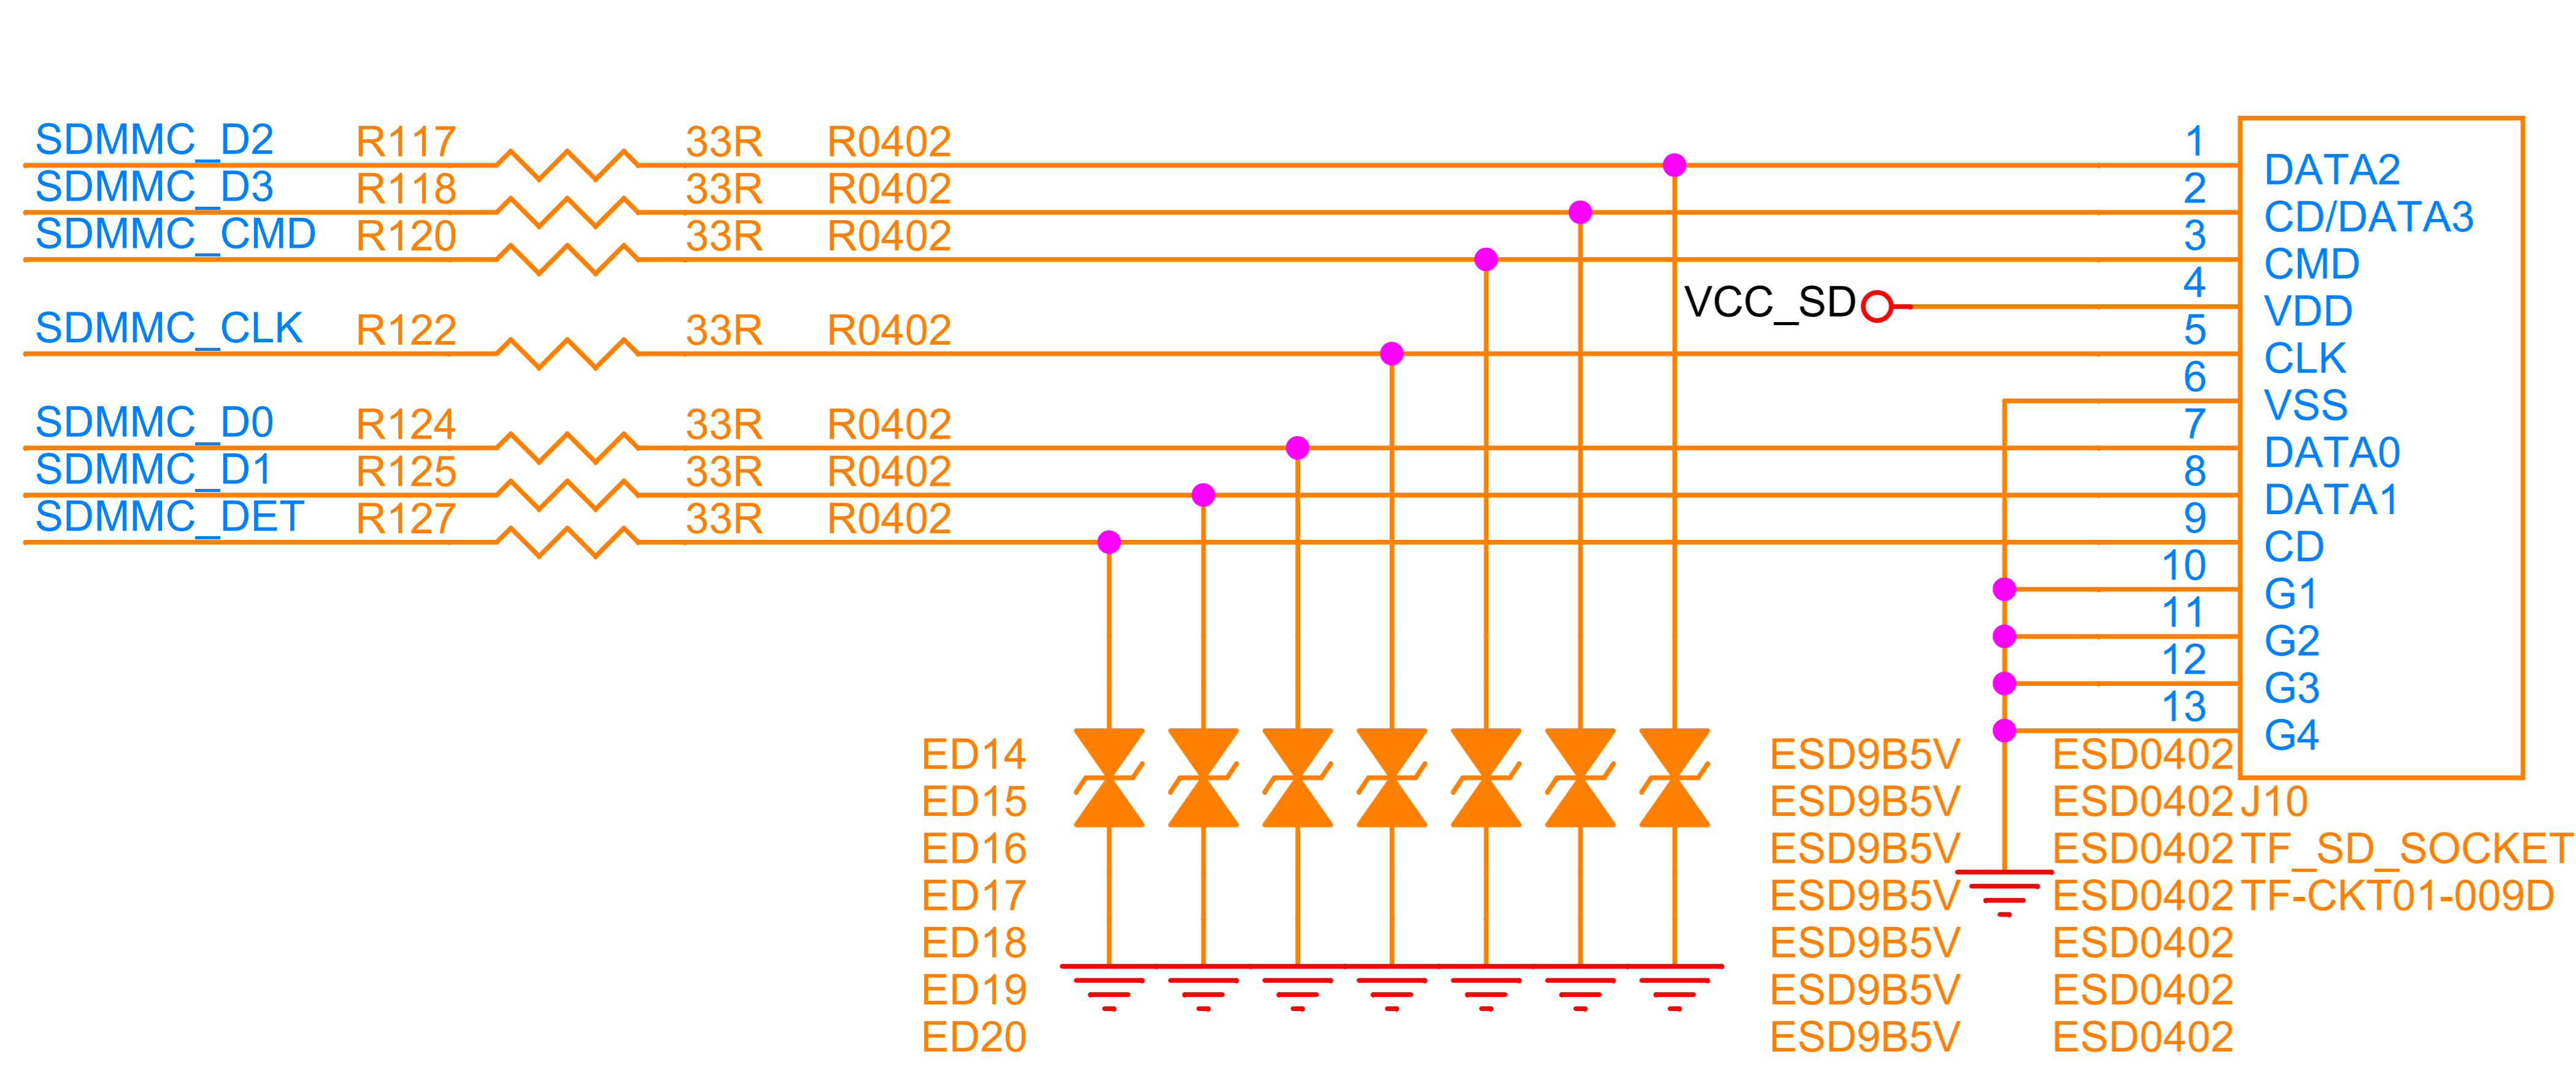 SDMMC_D2 R117 33R R0402 1 DATA2
SDMMC_D3 R118 33R R0402 2 CD/DATA3
SDMMC_CMD R120 33R R0402 3 CMD
VCC_SD 4 VDD
SDMMC_CLK R122 33R R0402 5 CLK
6 VSS
SDMMC_D0 R124 33R R0402 7 DATA0
SDMMC_D1 R125 33R R0402 8 DATA1
SDMMC_DET R127 33R R0402 9 CD
10 G1
11 G2
12 G3
13 G4
ED14 ESD9B5V ESD0402
ED15 ESD9B5V ESD0402 J10
ED16 ESD9B5V ESD0402 TF_SD_SOCKET
ED17 ESD9B5V ESD0402 TF-CKT01-009D
ED18 ESD9B5V ESD0402
ED19 ESD9B5V ESD0402
ED20 ESD9B5V ESD0402